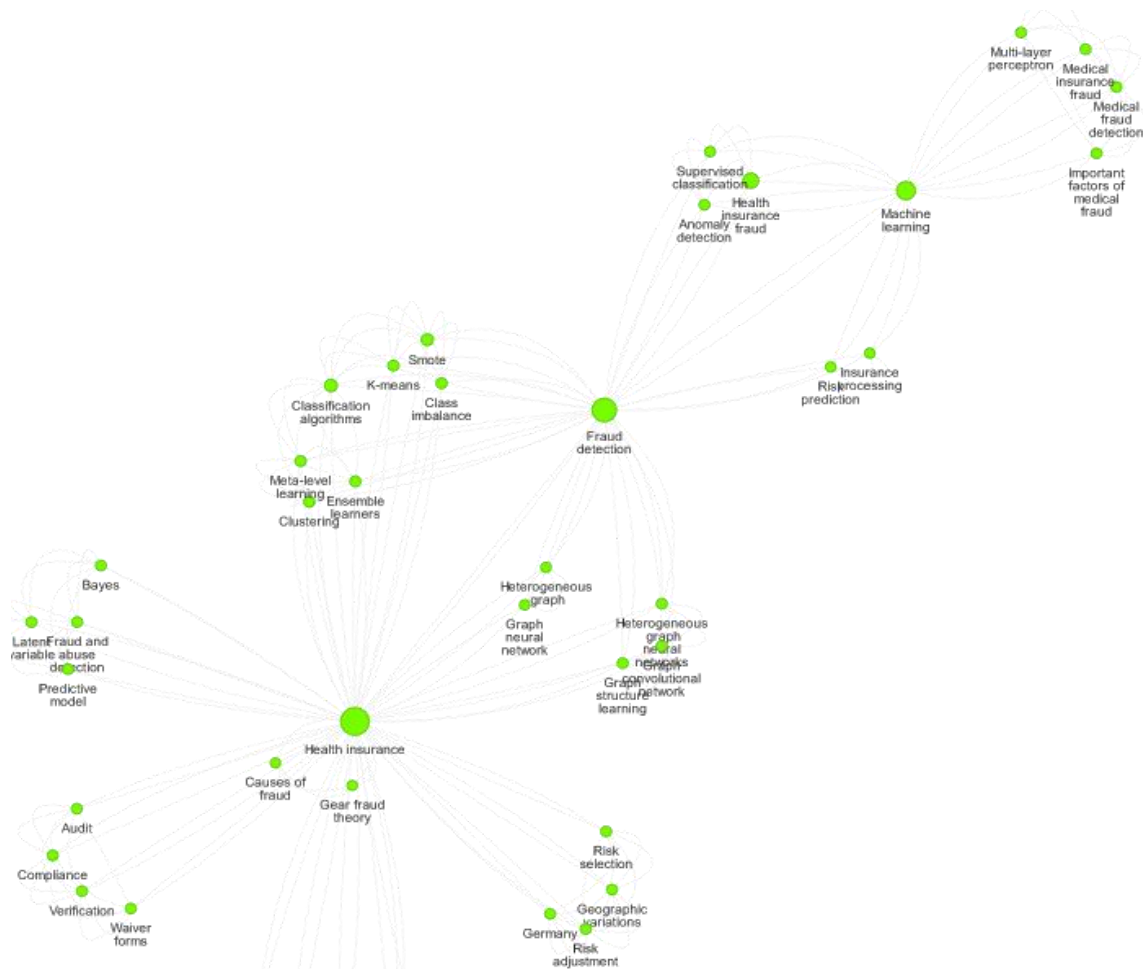 Multi-layer
perceptron
Medical
insurance
fraud
Medical
fraud
detection
Important
factors of
medical
fraud
Supervised
classification
Health
insurance
fraud
Anomaly
detection
Machine
learning
Smote
K-means
Class
imbalance
Classification
algorithms
Risk
prediction
Insurance
processing
Fraud
detection
Meta-level
learning
Ensemble
learners
Clustering
Bayes
Heterogeneous
graph
Graph
neural
network
Heterogeneous
graph
neural
networks
Graph
convolutional
network
Graph
structure
learning
Latent
variable
Fraud and
abuse
detection
Predictive
model
Health insurance
Causes of
fraud
Gear fraud
theory
Audit
Compliance
Verification
Waiver
forms
Risk
selection
Geographic
variations
Germany
Risk
adjustment